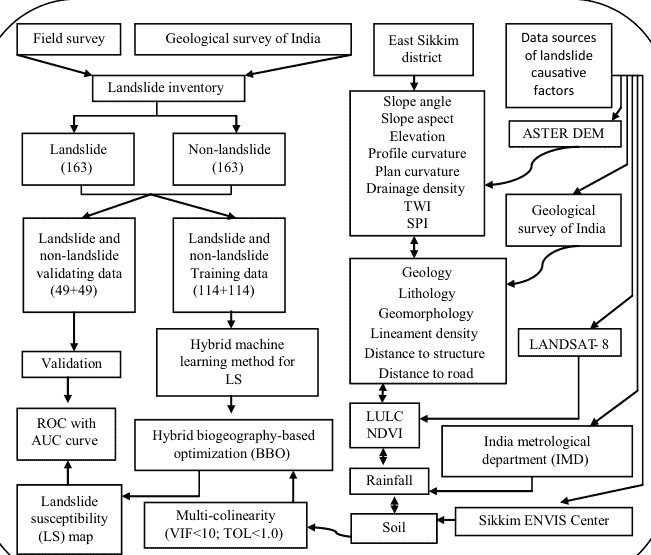 Field survey
Geological survey of India
Landslide inventory
Landslide
(163)
Non-landslide
(163)
Landslide and
non-landslide
validating data
(49+49)
Landslide and
non-landslide
Training data
(114+114)
Validation
Hybrid machine
learning method for
LS
ROC with
AUC curve
Hybrid biogeography-based
optimization (BBO)
Landslide
susceptibility
(LS) map
Multi-colinearity
(VIF<10; TOL<1.0)
East Sikkim
district
Slope angle
Slope aspect
Elevation
Profile curvature
Plan curvature
Drainage density
TWI
SPI
Geology
Lithology
Geomorphology
Lineament density
Distance to structure
Distance to road
LULC
NDVI
Rainfall
Soil
Data sources
of landslide
causative
factors
ASTER DEM
Geological
survey of India
LANDSAT- 8
India metrological
department (IMD)
Sikkim ENVIS Center